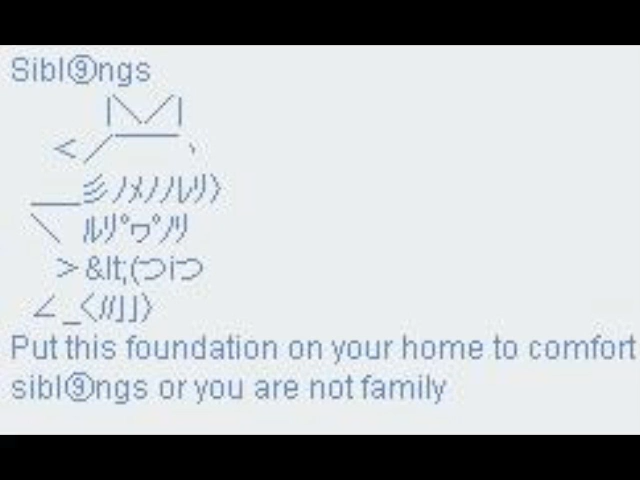 Sibl⑨ngs
|＼／|
＜／￣￣￣ヽ
＿＿彡ﾉﾒﾉﾉﾚﾘ〉
＼ ﾙﾘﾟヮﾟﾉﾘ
＞&lt;(つiつ
∠_く//｣｣〉
Put this foundation on your home to comfort
sibl⑨ngs or you are not family